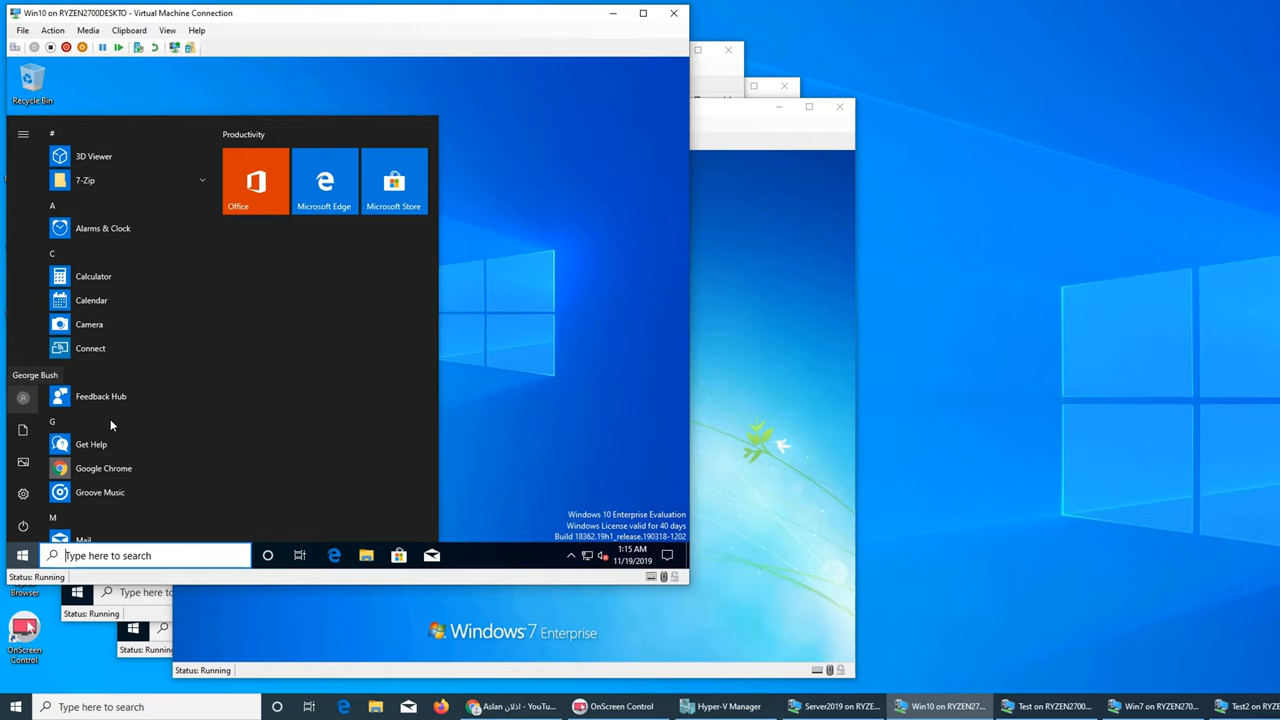 Win10 on RYZEN2700DESKTO - Virtual Machine Connection
File Action Media Clipboard View Help
Recycle Bin
#
3D Viewer
7-Zip
A
Alarms & Clock
C
Calculator
Calendar
Camera
Connect
George Bush
Feedback Hub
G
Get Help
Google Chrome
Groove Music
M
Mail
Productivity
Office
Microsoft Edge
Microsoft Store
Windows 10 Enterprise Evaluation
Windows License valid for 40 days
Build 18362.19h1_release.190318-1202
Type here to search
1:15 AM
11/19/2019
Status: Running
Browser
Type here to
Status: Running
OnScreen
Control
Status: Running
Windows 7 Enterprise
Status: Running
Type here to search
Aslan اذلان - YouTu...
OnScreen Control
Hyper-V Manager
Server2019 on RYZE...
Win10 on RYZEN27...
Test on RYZEN2700...
Win7 on RYZEN270...
Test2 on RYZEN270